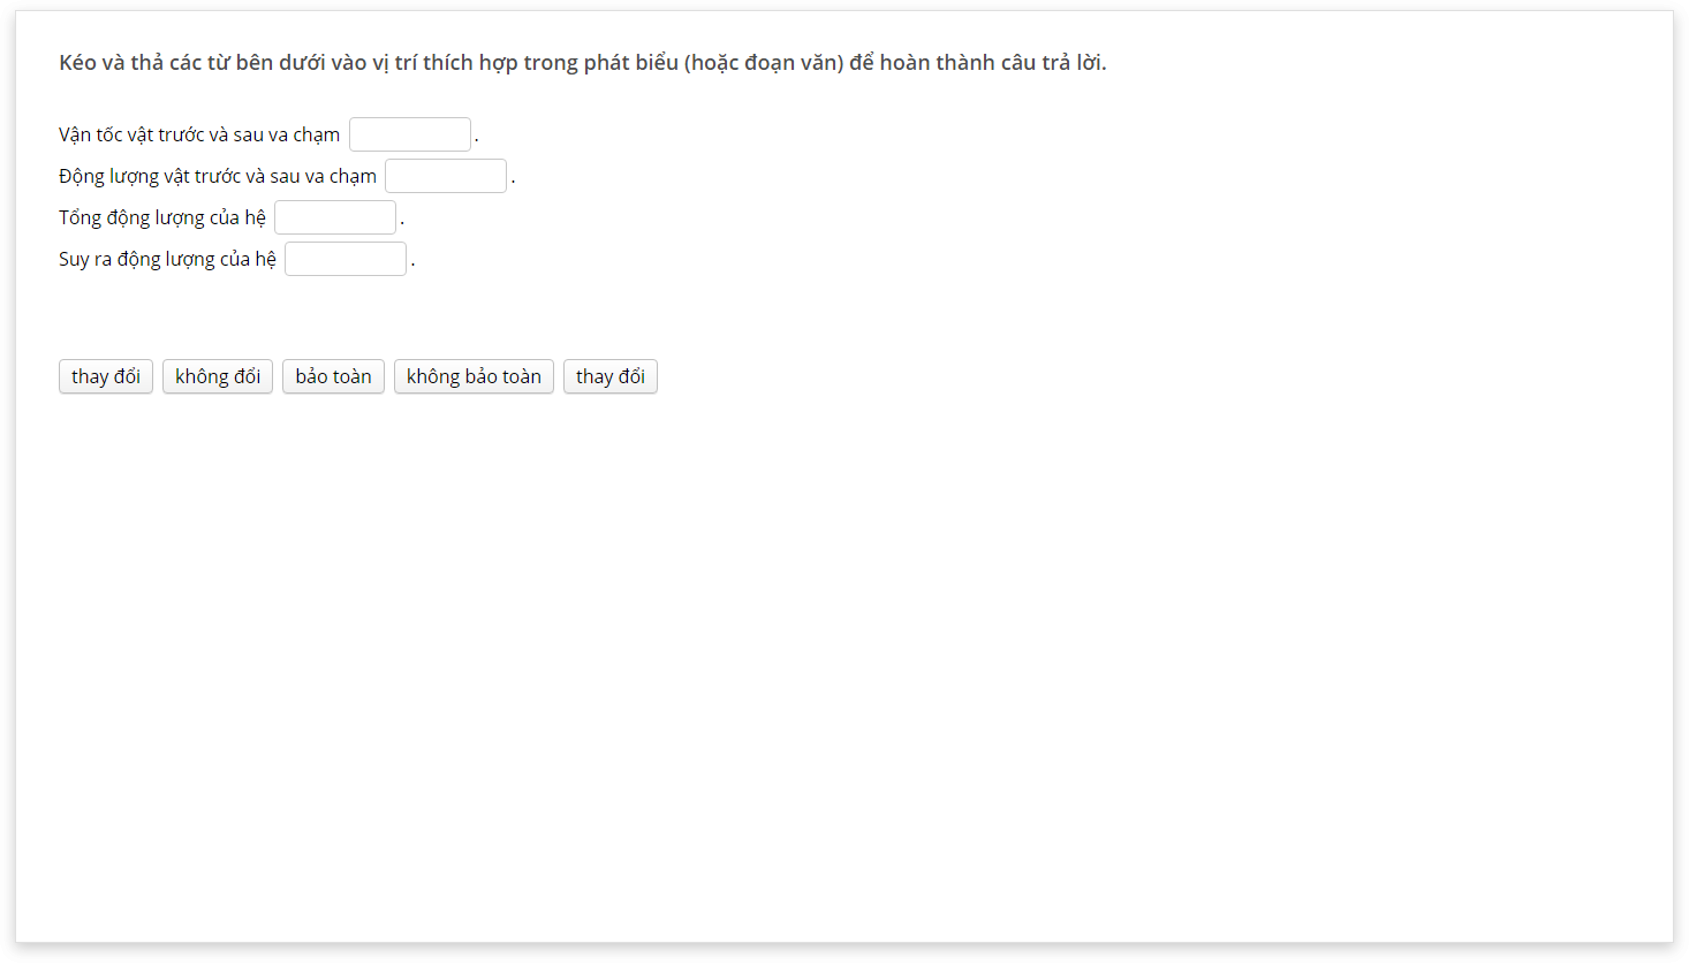 Kéo và thả các từ bên dưới vào vị trí thích hợp trong phát biểu (hoặc đoạn văn) để hoàn thành câu trả lời.
Vận tốc vật trước và sau va chạm .
Động lượng vật trước và sau va chạm .
Tổng động lượng của hệ .
Suy ra động lượng của hệ .
thay đổi không đổi bảo toàn không bảo toàn thay đổi